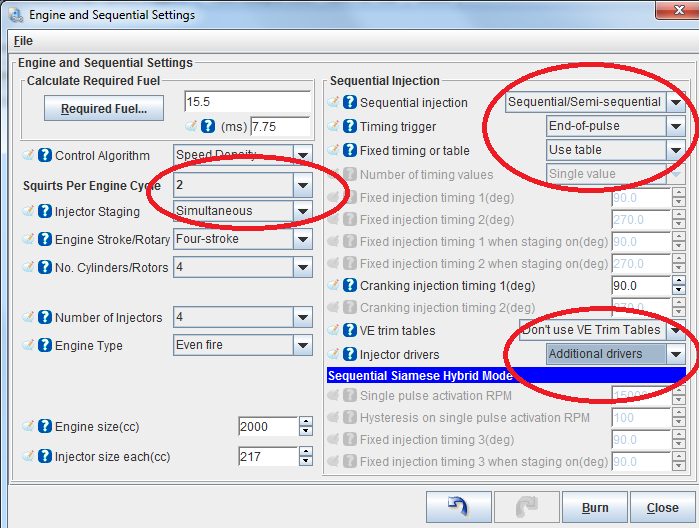 Engine and Sequential Settings
File
Engine and Sequential Settings
Calculate Required Fuel
Required Fuel...
15.5
(ms) 7.75
Control Algorithm Speed Density
Squirts Per Engine Cycle 2
Injector Staging Simultaneous
Engine Stroke/Rotary Four-stroke
No. Cylinders/Rotors 4
Number of Injectors 4
Engine Type Even fire
Engine size(cc) 2000
Injector size each(cc) 217
Sequential Injection
Sequential injection Sequential/Semi-sequential
Timing trigger End-of-pulse
Fixed timing or table Use table
Number of timing values Single value
Fixed injection timing 1(deg) 90.0
Fixed injection timing 2(deg) 270.0
Fixed injection timing 1 when staging on(deg) 90.0
Fixed injection timing 2 when staging on(deg) 270.0
Cranking injection timing 1(deg) 90.0
Cranking injection timing 2(deg)
VE trim tables Don't use VE Trim Tables
Injector drivers Additional drivers
Sequential Siamese Hybrid Mode
Single pulse activation RPM
Hysteresis on single pulse activation RPM 100
Fixed injection timing 3(deg) 90.0
Fixed injection timing 3 when staging on(deg) 90.0
Burn
Close